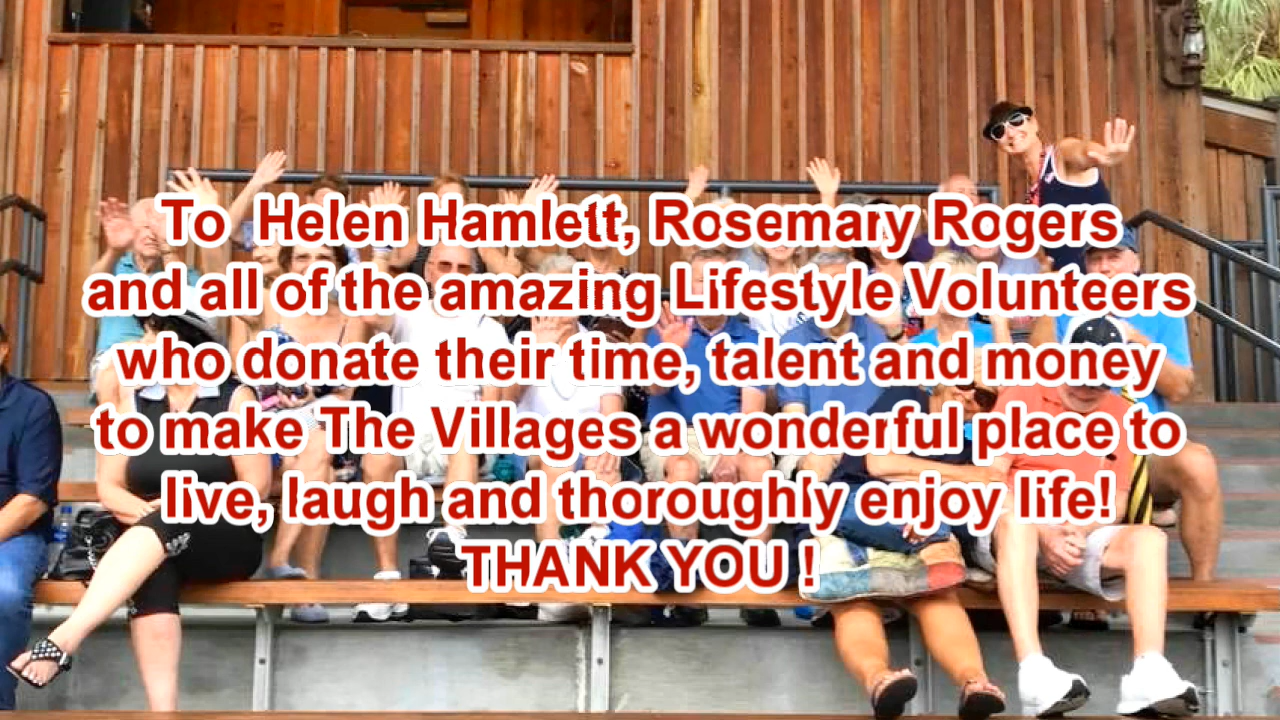 To Helen Hamlett, Rosemary Rogers
and all of the amazing Lifestyle Volunteers
who donate their time, talent and money
to make The Villages a wonderful place to
live, laugh and thoroughly enjoy life!
THANK YOU !